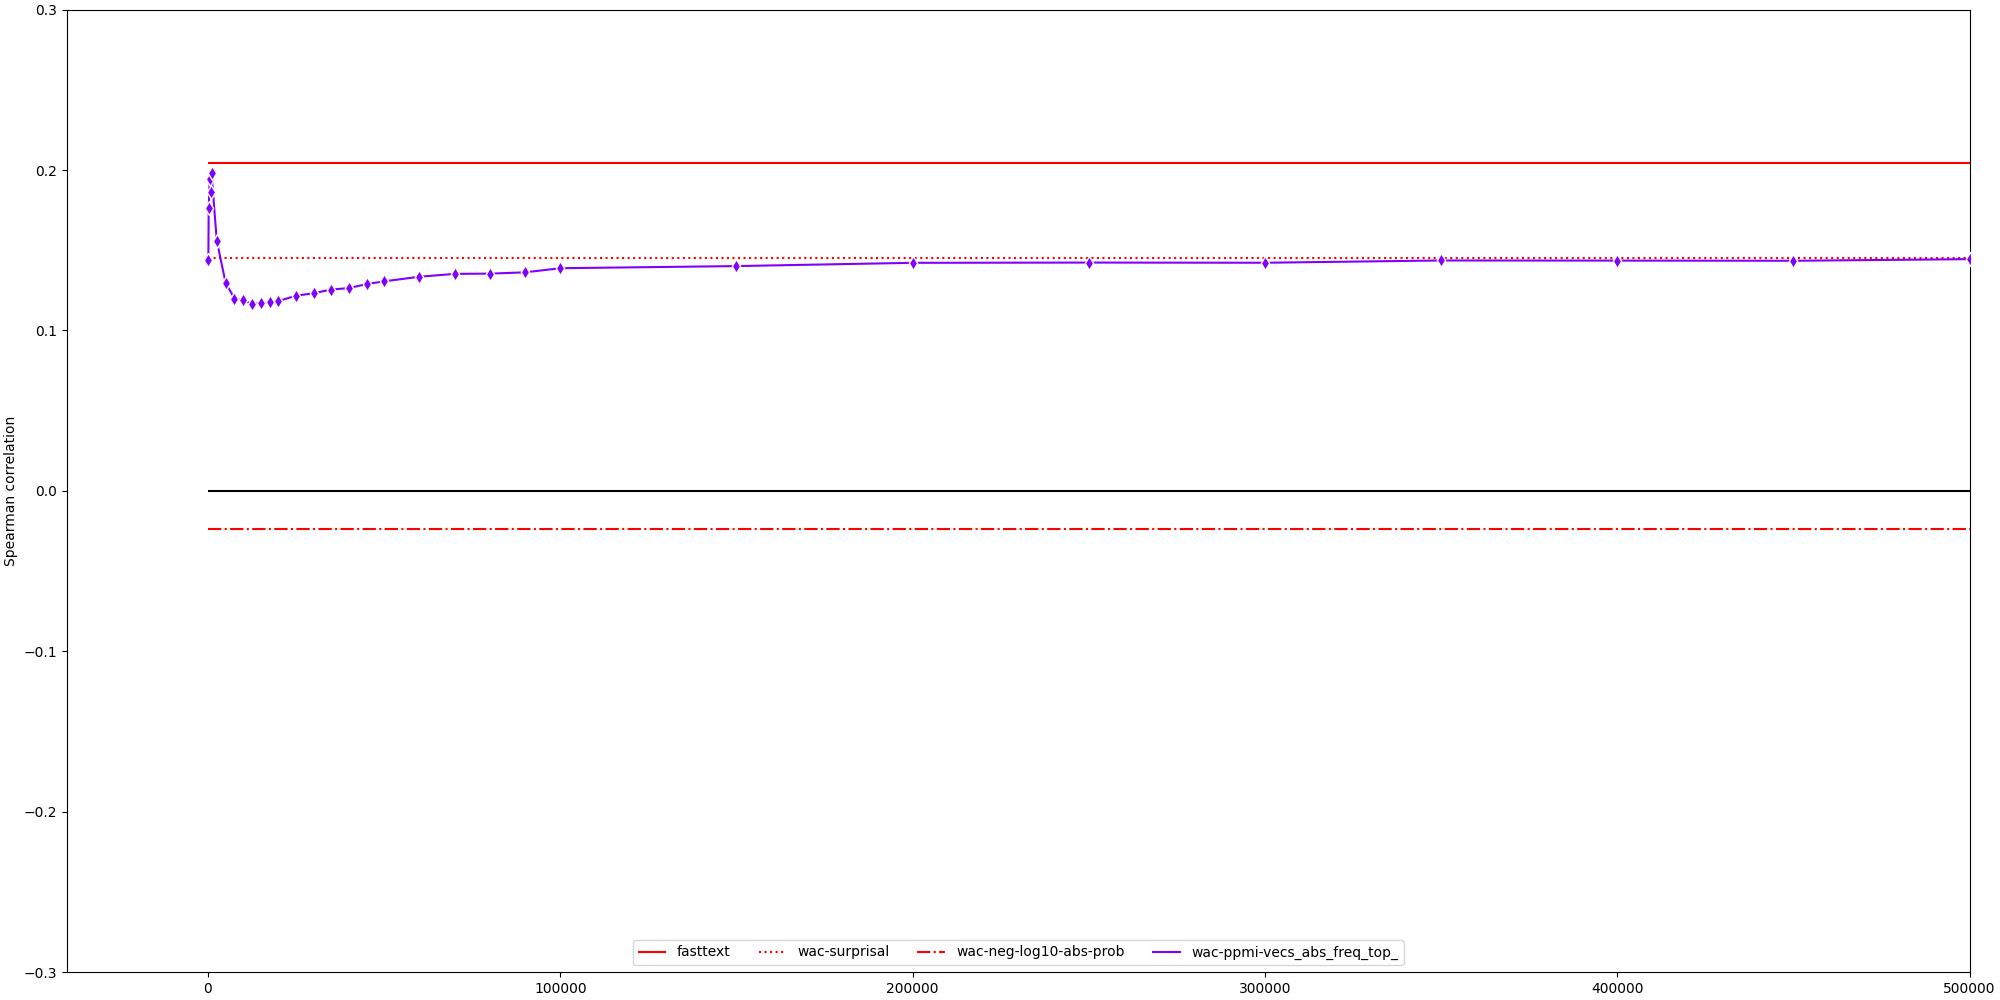 0.3
0.2
0.1
0.0
−0.1
−0.2
−0.3
Spearman correlation
fasttext wac-surprisal wac-neg-log10-abs-prob wac-ppmi-vecs_abs_freq_top_
0 100000 200000 300000 400000 500000